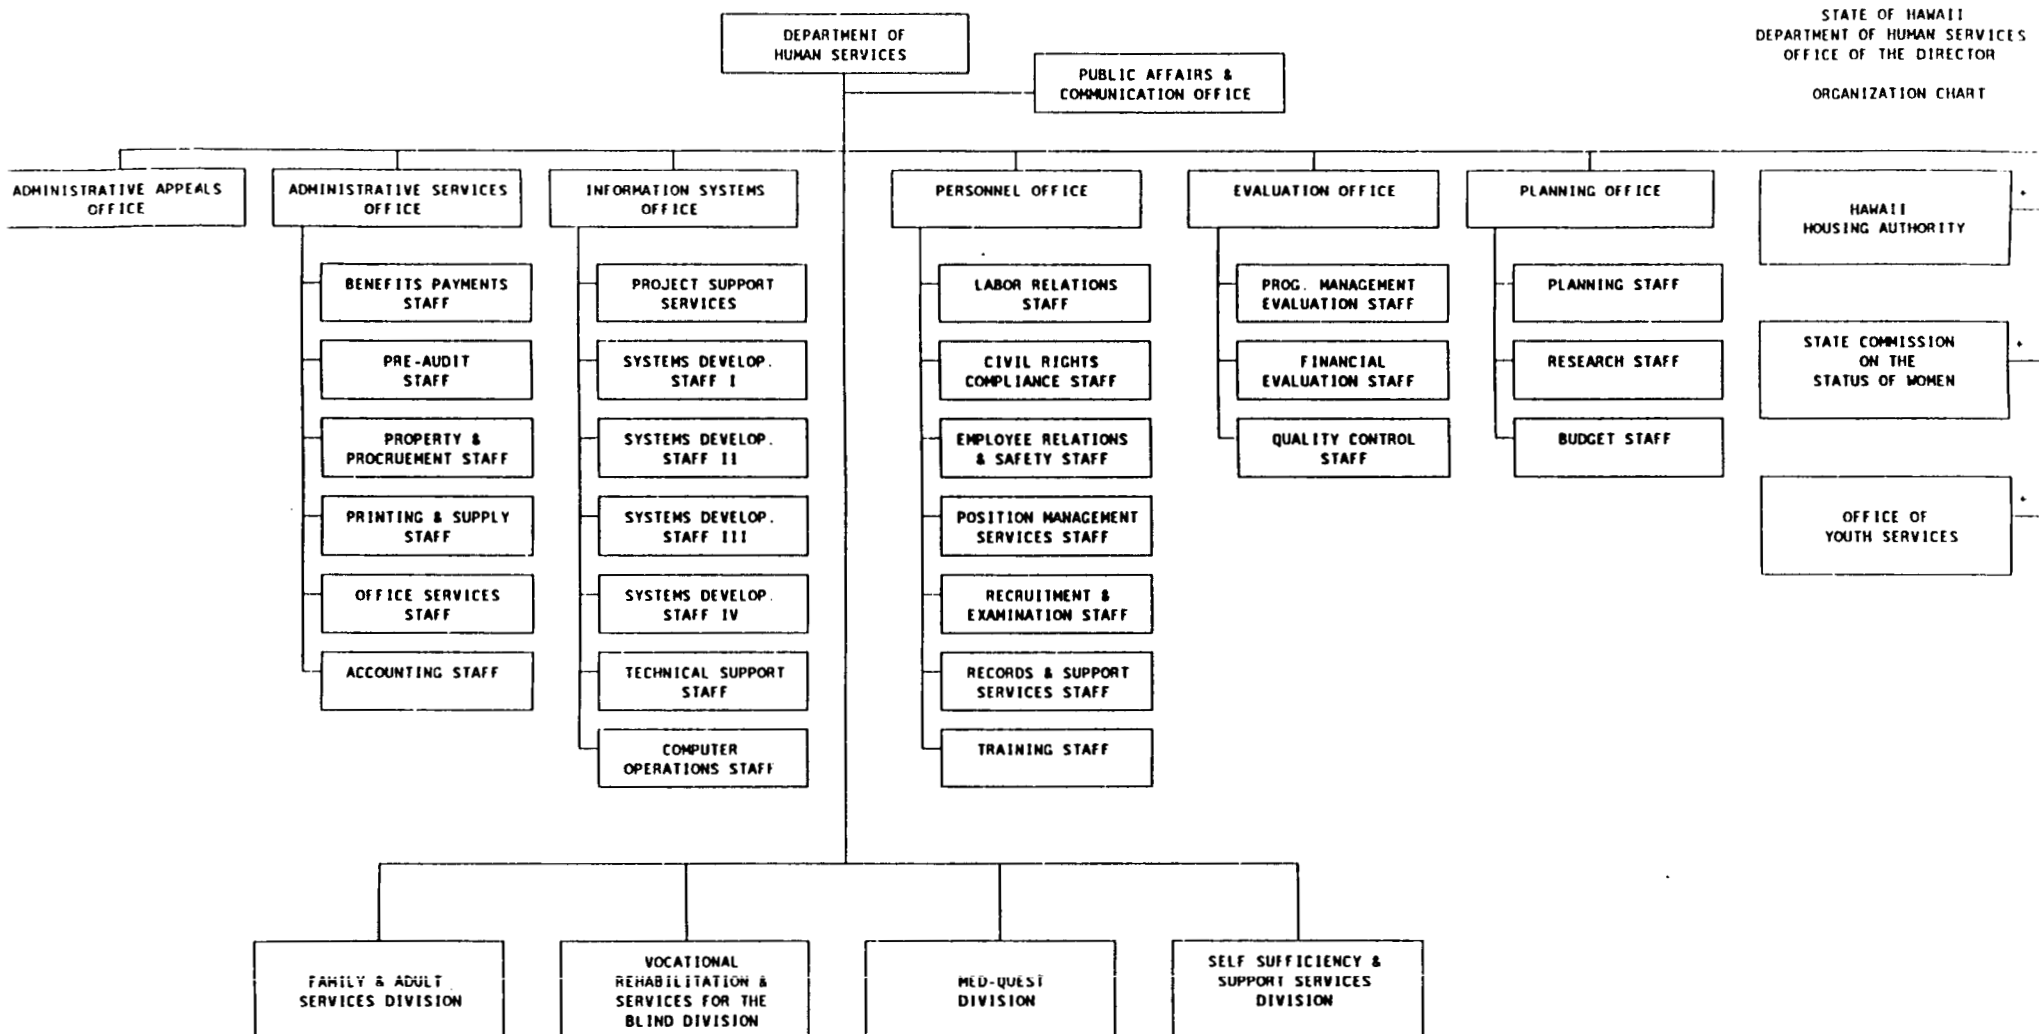 STATE OF HAWAII
DEPARTMENT OF HUMAN SERVICES
OFFICE OF THE DIRECTOR
ORGANIZATION CHART
DEPARTMENT OF
HUMAN SERVICES
PUBLIC AFFAIRS &
COMMUNICATION OFFICE
ADMINISTRATIVE APPEALS
OFFICE
ADMINISTRATIVE SERVICES
OFFICE
BENEFITS PAYMENTS
STAFF
PRE-AUDIT
STAFF
PROPERTY &
PROCRUEMENT STAFF
PRINTING & SUPPLY
STAFF
OFFICE SERVICES
STAFF
ACCOUNTING STAFF
INFORMATION SYSTEMS
OFFICE
PROJECT SUPPORT
SERVICES
SYSTEMS DEVELOP.
STAFF I
SYSTEMS DEVELOP.
STAFF II
SYSTEMS DEVELOP.
STAFF III
SYSTEMS DEVELOP.
STAFF IV
TECHNICAL SUPPORT
STAFF
COMPUTER
OPERATIONS STAFF
PERSONNEL OFFICE
LABOR RELATIONS
STAFF
CIVIL RIGHTS
COMPLIANCE STAFF
EMPLOYEE RELATIONS
& SAFETY STAFF
POSITION MANAGEMENT
SERVICES STAFF
RECRUITMENT &
EXAMINATION STAFF
RECORDS & SUPPORT
SERVICES STAFF
TRAINING STAFF
EVALUATION OFFICE
PROG. MANAGEMENT
EVALUATION STAFF
FINANCIAL
EVALUATION STAFF
QUALITY CONTROL
STAFF
PLANNING OFFICE
PLANNING STAFF
RESEARCH STAFF
BUDGET STAFF
HAWAII
HOUSING AUTHORITY
STATE COMMISSION
ON THE
STATUS OF WOMEN
OFFICE OF
YOUTH SERVICES
FAMILY & ADULT
SERVICES DIVISION
VOCATIONAL
REHABILITATION &
SERVICES FOR THE
BLIND DIVISION
MED-QUEST
DIVISION
SELF SUFFICIENCY &
SUPPORT SERVICES
DIVISION